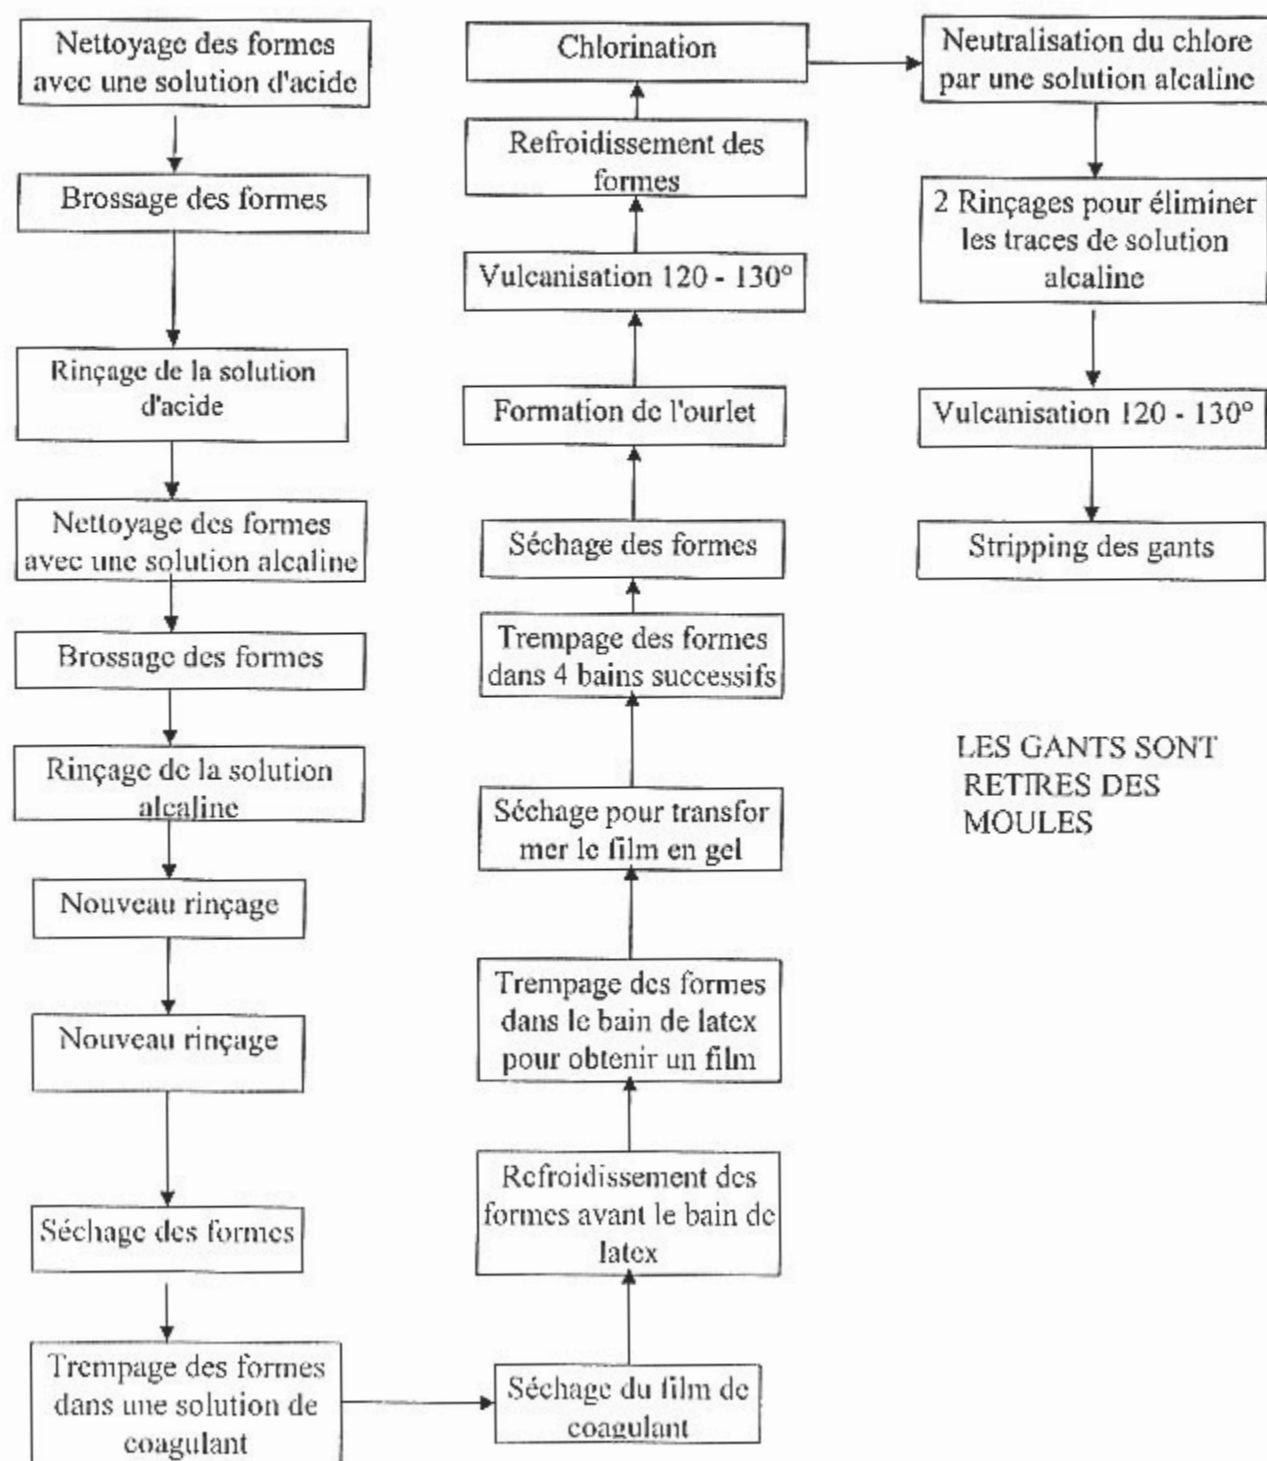 Nettoyage des formes
avec une solution d'acide
Brossage des formes
Rinçage de la solution
d'acide
Nettoyage des formes
avec une solution alcaline
Brossage des formes
Rinçage de la solution
alcaline
Nouveau rinçage
Nouveau rinçage
Séchage des formes
Trempage des formes
dans une solution de
coagulant
Séchage du film de
coagulant
Refroidissement des
formes avant le bain de
latex
Trempage des formes
dans le bain de latex
pour obtenir un film
Séchage pour transfor
mer le film en gel
Trempage des formes
dans 4 bains successifs
Séchage des formes
Formation de l'ourlet
Vulcanisation 120 - 130°
Refroidissement des
formes
Chlorination
Neutralisation du chlore
par une solution alcaline
2 Rinçages pour éliminer
les traces de solution
alcaline
Vulcanisation 120 - 130°
Stripping des gants
LES GANTS SONT
RETIRES DES
MOULES